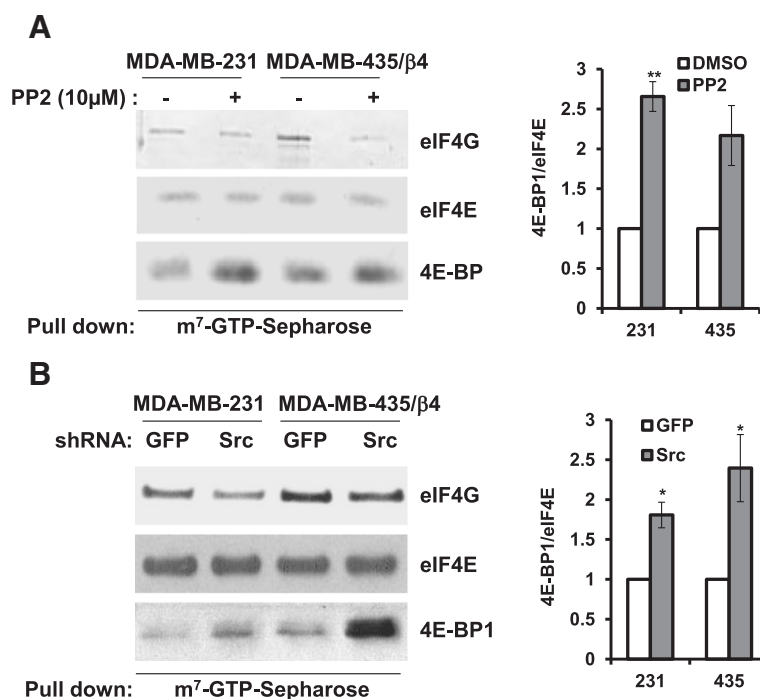 A
MDA-MB-231 MDA-MB-435/β4
PP2 (10μM) : - + - +
eIF4G
eIF4E
4E-BP
Pull down: m⁷-GTP-Sepharose
DMSO
PP2
4E-BP1/eIF4E
3
2.5
2
1.5
1
0.5
0
**
231 435
B
MDA-MB-231 MDA-MB-435/β4
shRNA: GFP Src GFP Src
eIF4G
eIF4E
4E-BP1
Pull down: m⁷-GTP-Sepharose
GFP
Src
4E-BP1/eIF4E
3
2.5
2
1.5
1
0.5
0
*
*
231 435